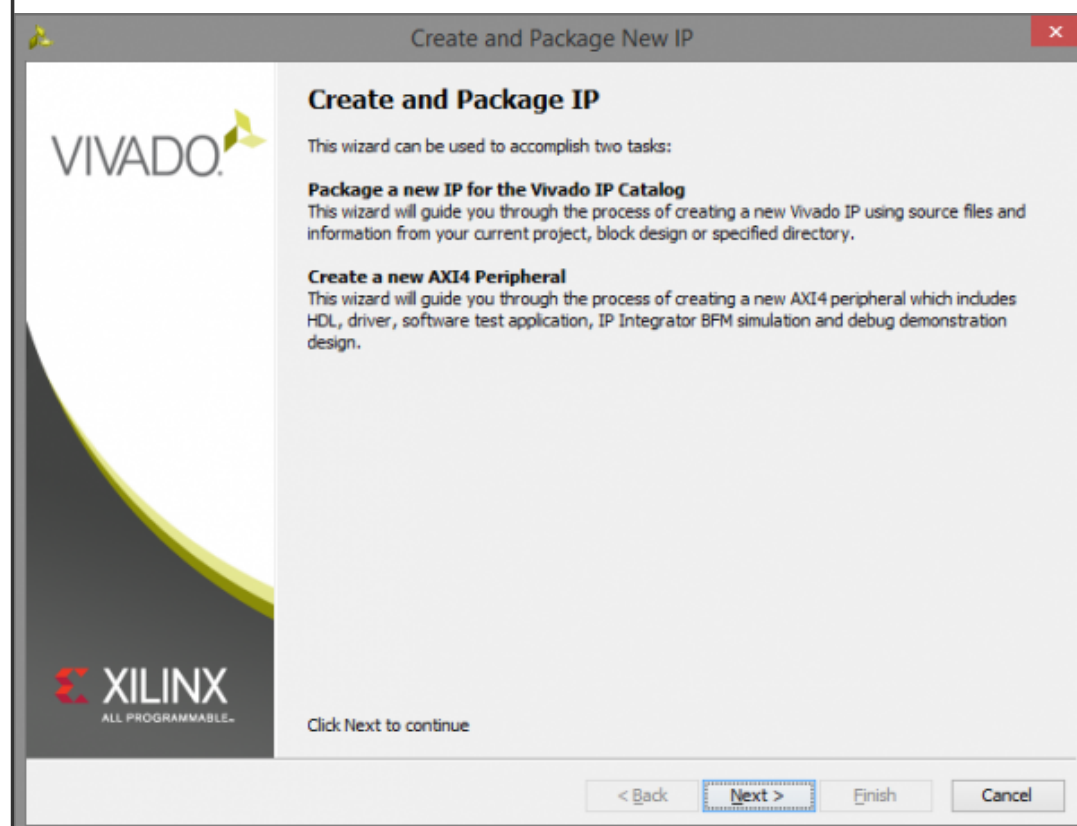 Create and Package New IP
VIVADO.
Create and Package IP
This wizard can be used to accomplish two tasks:
Package a new IP for the Vivado IP Catalog
This wizard will guide you through the process of creating a new Vivado IP using source files and
information from your current project, block design or specified directory.
Create a new AXI4 Peripheral
This wizard will guide you through the process of creating a new AXI4 peripheral which includes
HDL, driver, software test application, IP Integrator BFM simulation and debug demonstration
design.
XILINX
ALL PROGRAMMABLE™
Click Next to continue
< Back Next > Finish Cancel